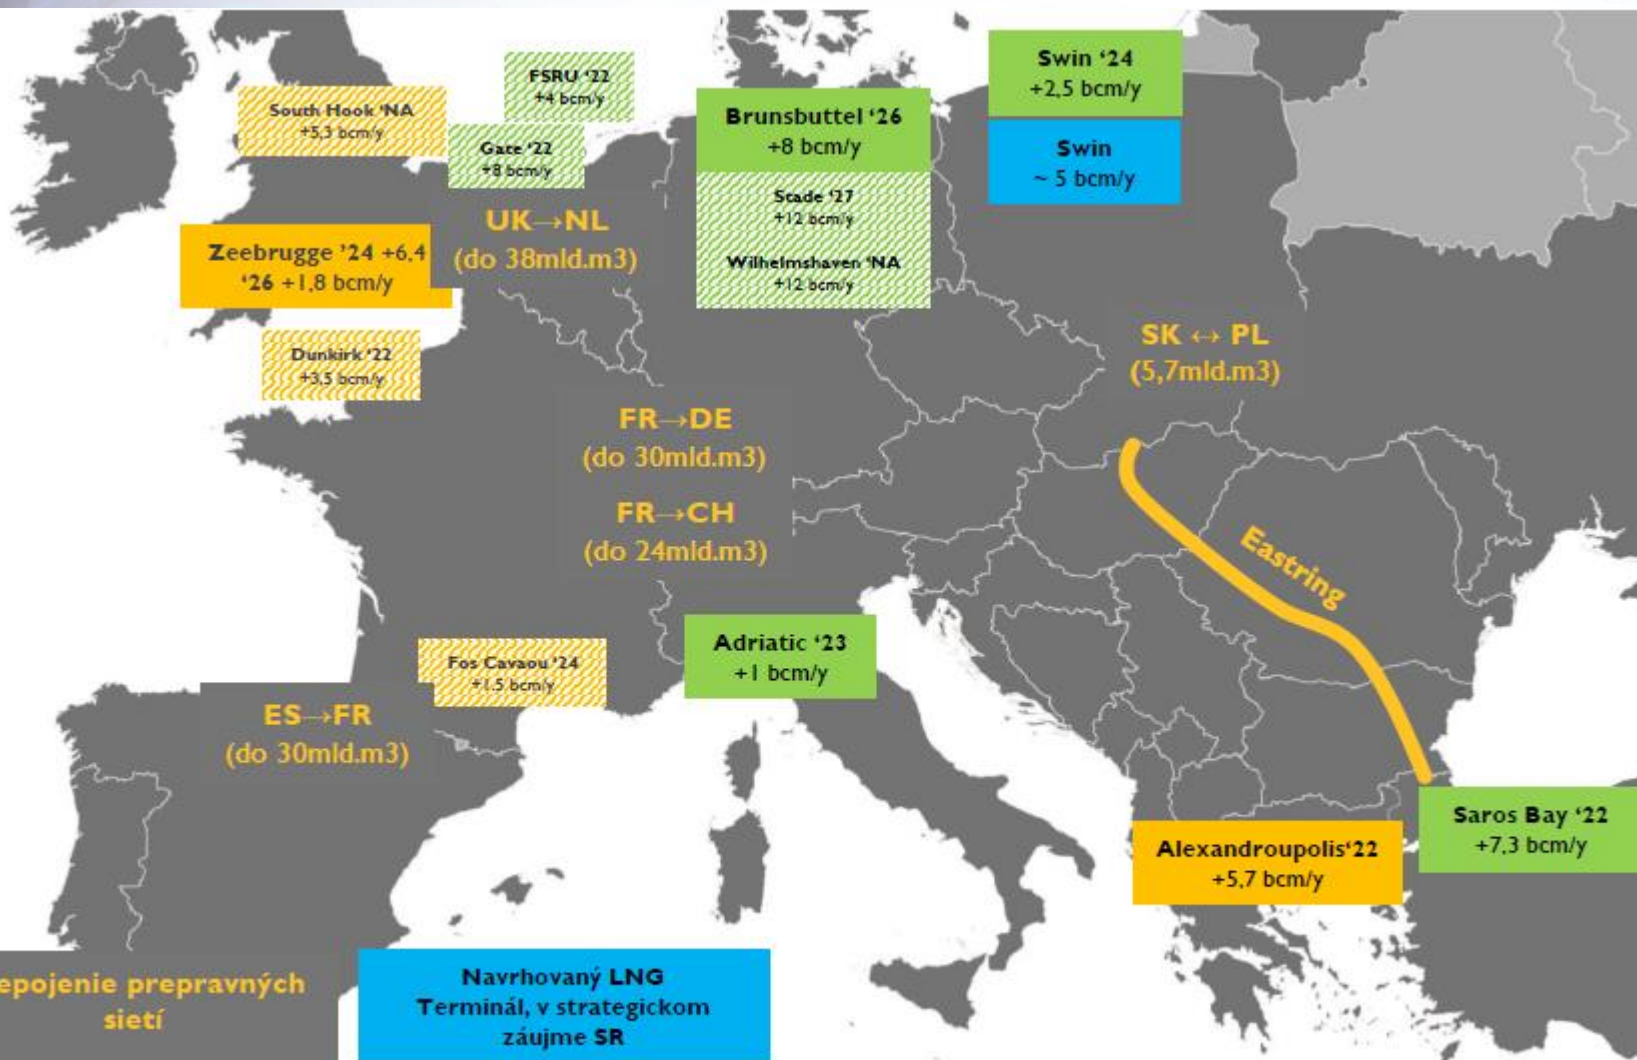 FSRU ‘22
+4 bcm/y
Swin ‘24
+2,5 bcm/y
South Hook ‘NA
+5,3 bcm/y
Brunsbuttel ‘26
+8 bcm/y
Gate ‘22
+8 bcm/y
Swin
~ 5 bcm/y
Stade ‘27
+12 bcm/y
UK→NL
(do 38mld.m3)
Zeebrugge ’24 +6,4
‘26 +1,8 bcm/y
Wilhelmshaven ‘NA
+12 bcm/y
Dunkirk ‘22
+3,5 bcm/y
SK ↔ PL
(5,7mld.m3)
FR→DE
(do 30mld.m3)
FR→CH
(do 24mld.m3)
Eastring
Adriatic ‘23
+1 bcm/y
Fos Cavaou ‘24
+1.5 bcm/y
ES→FR
(do 30mld.m3)
Saros Bay ‘22
+7,3 bcm/y
Alexandroupolis‘22
+5,7 bcm/y
epojenie prepravných
sietí
Navrhovaný LNG
Terminál, v strategickom
záujme SR